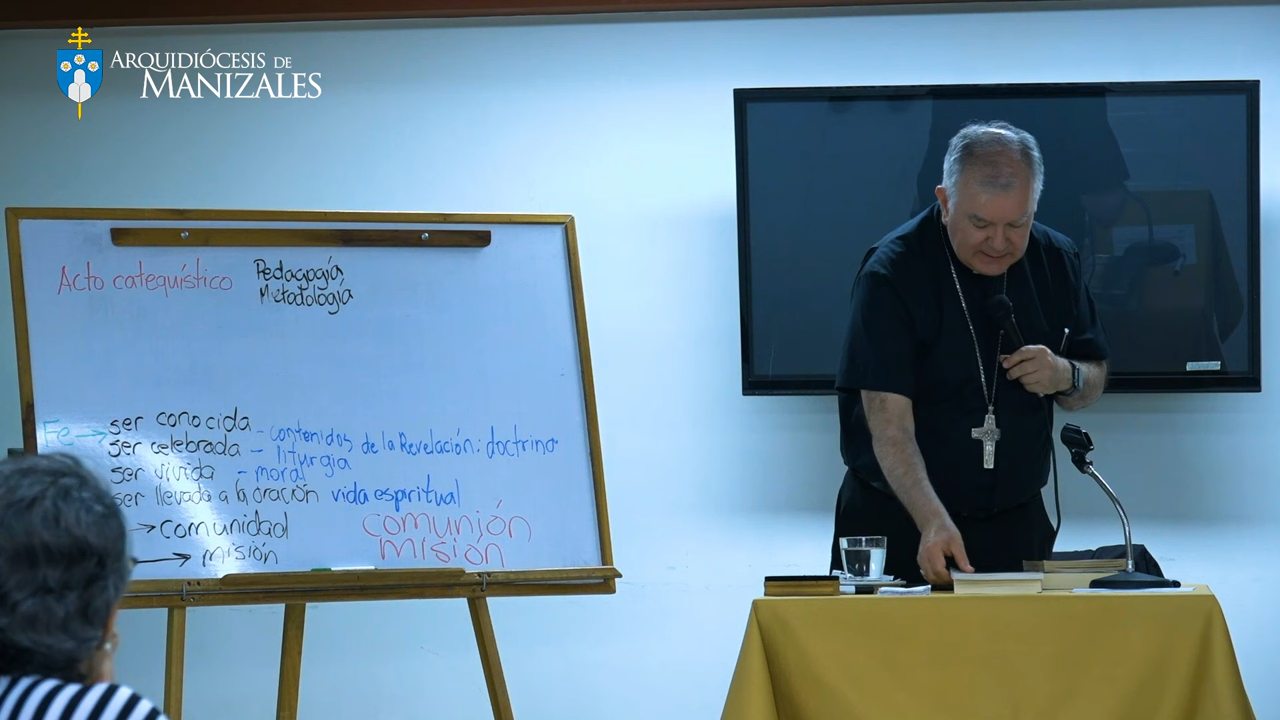 ARQUIDIÓCESIS DE
MANIZALES
Acto catequístico
Pedagogía
Metodología
Fe → ser conocida - contenidos de la Revelación: doctrina
ser celebrada - liturgia
ser vivida - moral
ser llevada a la oración vida espiritual
→ comunidad
→ misión
comunión
misión